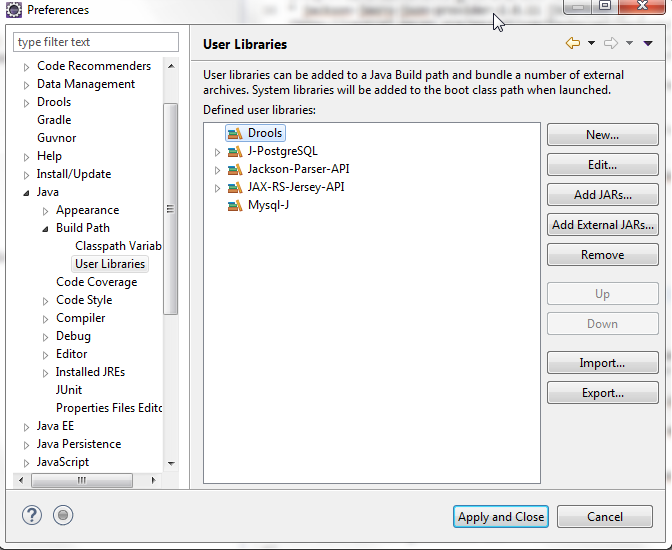 Preferences
type filter text
Code Recommenders
Data Management
Drools
Gradle
Guvnor
Help
Install/Update
Java
Appearance
Build Path
Classpath Variab
User Libraries
Code Coverage
Code Style
Compiler
Debug
Editor
Installed JREs
JUnit
Properties Files Edito
Java EE
Java Persistence
JavaScript
User Libraries
User libraries can be added to a Java Build path and bundle a number of external
archives. System libraries will be added to the boot class path when launched.
Defined user libraries:
Drools
J-PostgreSQL
Jackson-Parser-API
JAX-RS-Jersey-API
Mysql-J
New...
Edit...
Add JARs...
Add External JARs...
Remove
Up
Down
Import...
Export...
Apply and Close
Cancel